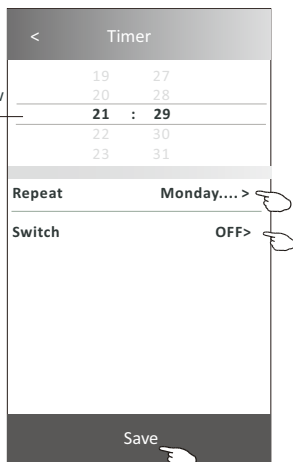 < Timer
19 27
20 28
21 : 29
22 30
23 31
Repeat Monday.... >
Switch OFF>
Save